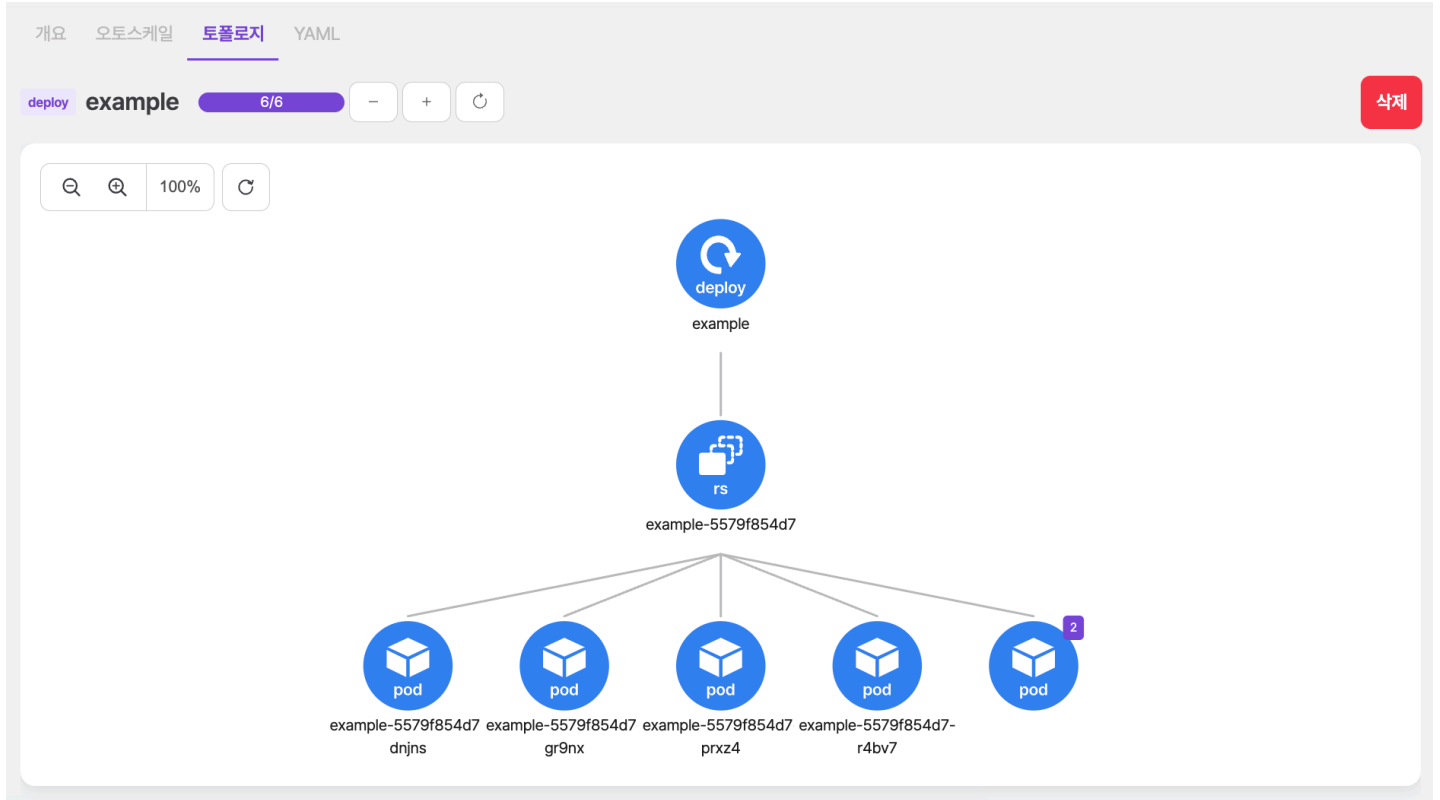 개요 오토스케일 토폴로지 YAML
deploy example 6/6 − + 삭제
100%
deploy
example
rs
example-5579f854d7
pod pod pod pod pod 2
example-5579f854d7 example-5579f854d7 example-5579f854d7 example-5579f854d7-
dnjns gr9nx prxz4 r4bv7